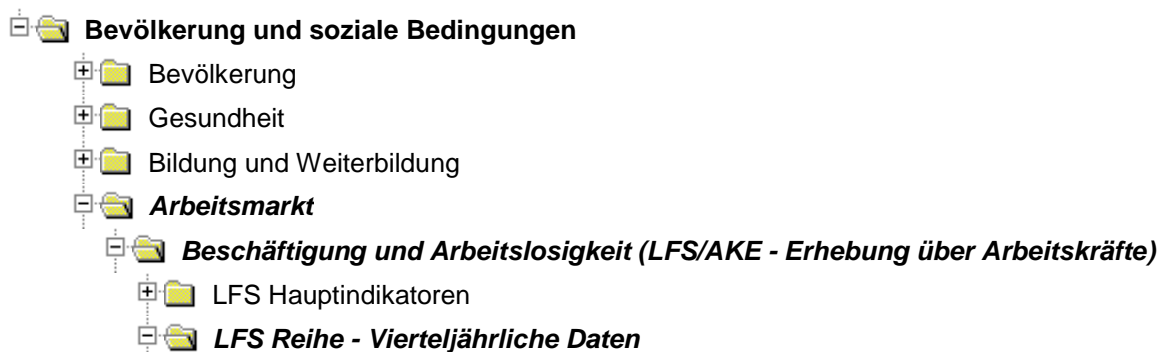 Bevölkerung und soziale Bedingungen
Bevölkerung
Gesundheit
Bildung und Weiterbildung
Arbeitsmarkt
Beschäftigung und Arbeitslosigkeit (LFS/AKE - Erhebung über Arbeitskräfte)
LFS Hauptindikatoren
LFS Reihe - Vierteljährliche Daten